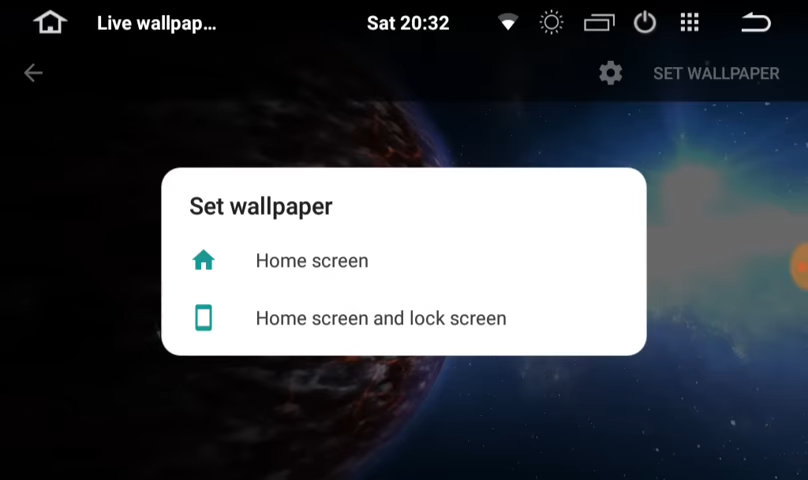 Live wallpap... Sat 20:32
SET WALLPAPER
Set wallpaper
Home screen
Home screen and lock screen